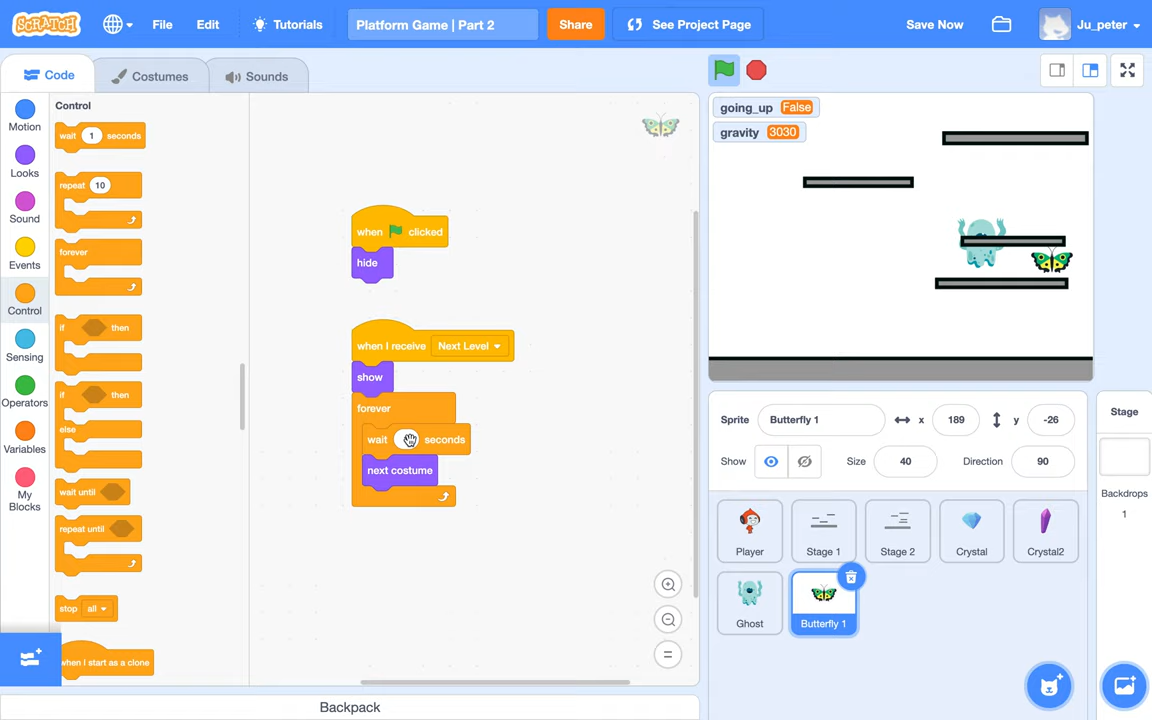 SCRATCH File Edit Tutorials Platform Game | Part 2 Share See Project Page Save Now Ju_peter
Code Costumes Sounds
Motion
Looks
Sound
Events
Control
Sensing
Operators
Variables
My
Blocks
Control
wait 1 seconds
repeat 10
forever
if then
if then
else
wait until
repeat until
stop all
when I start as a clone
when clicked
hide
when I receive Next Level
show
forever
wait seconds
next costume
Backpack
going_up False
gravity 3030
Sprite Butterfly 1 x 189 y -26
Show Size 40 Direction 90
Player Stage 1 Stage 2 Crystal Crystal2
Ghost Butterfly 1
Stage
Backdrops
1